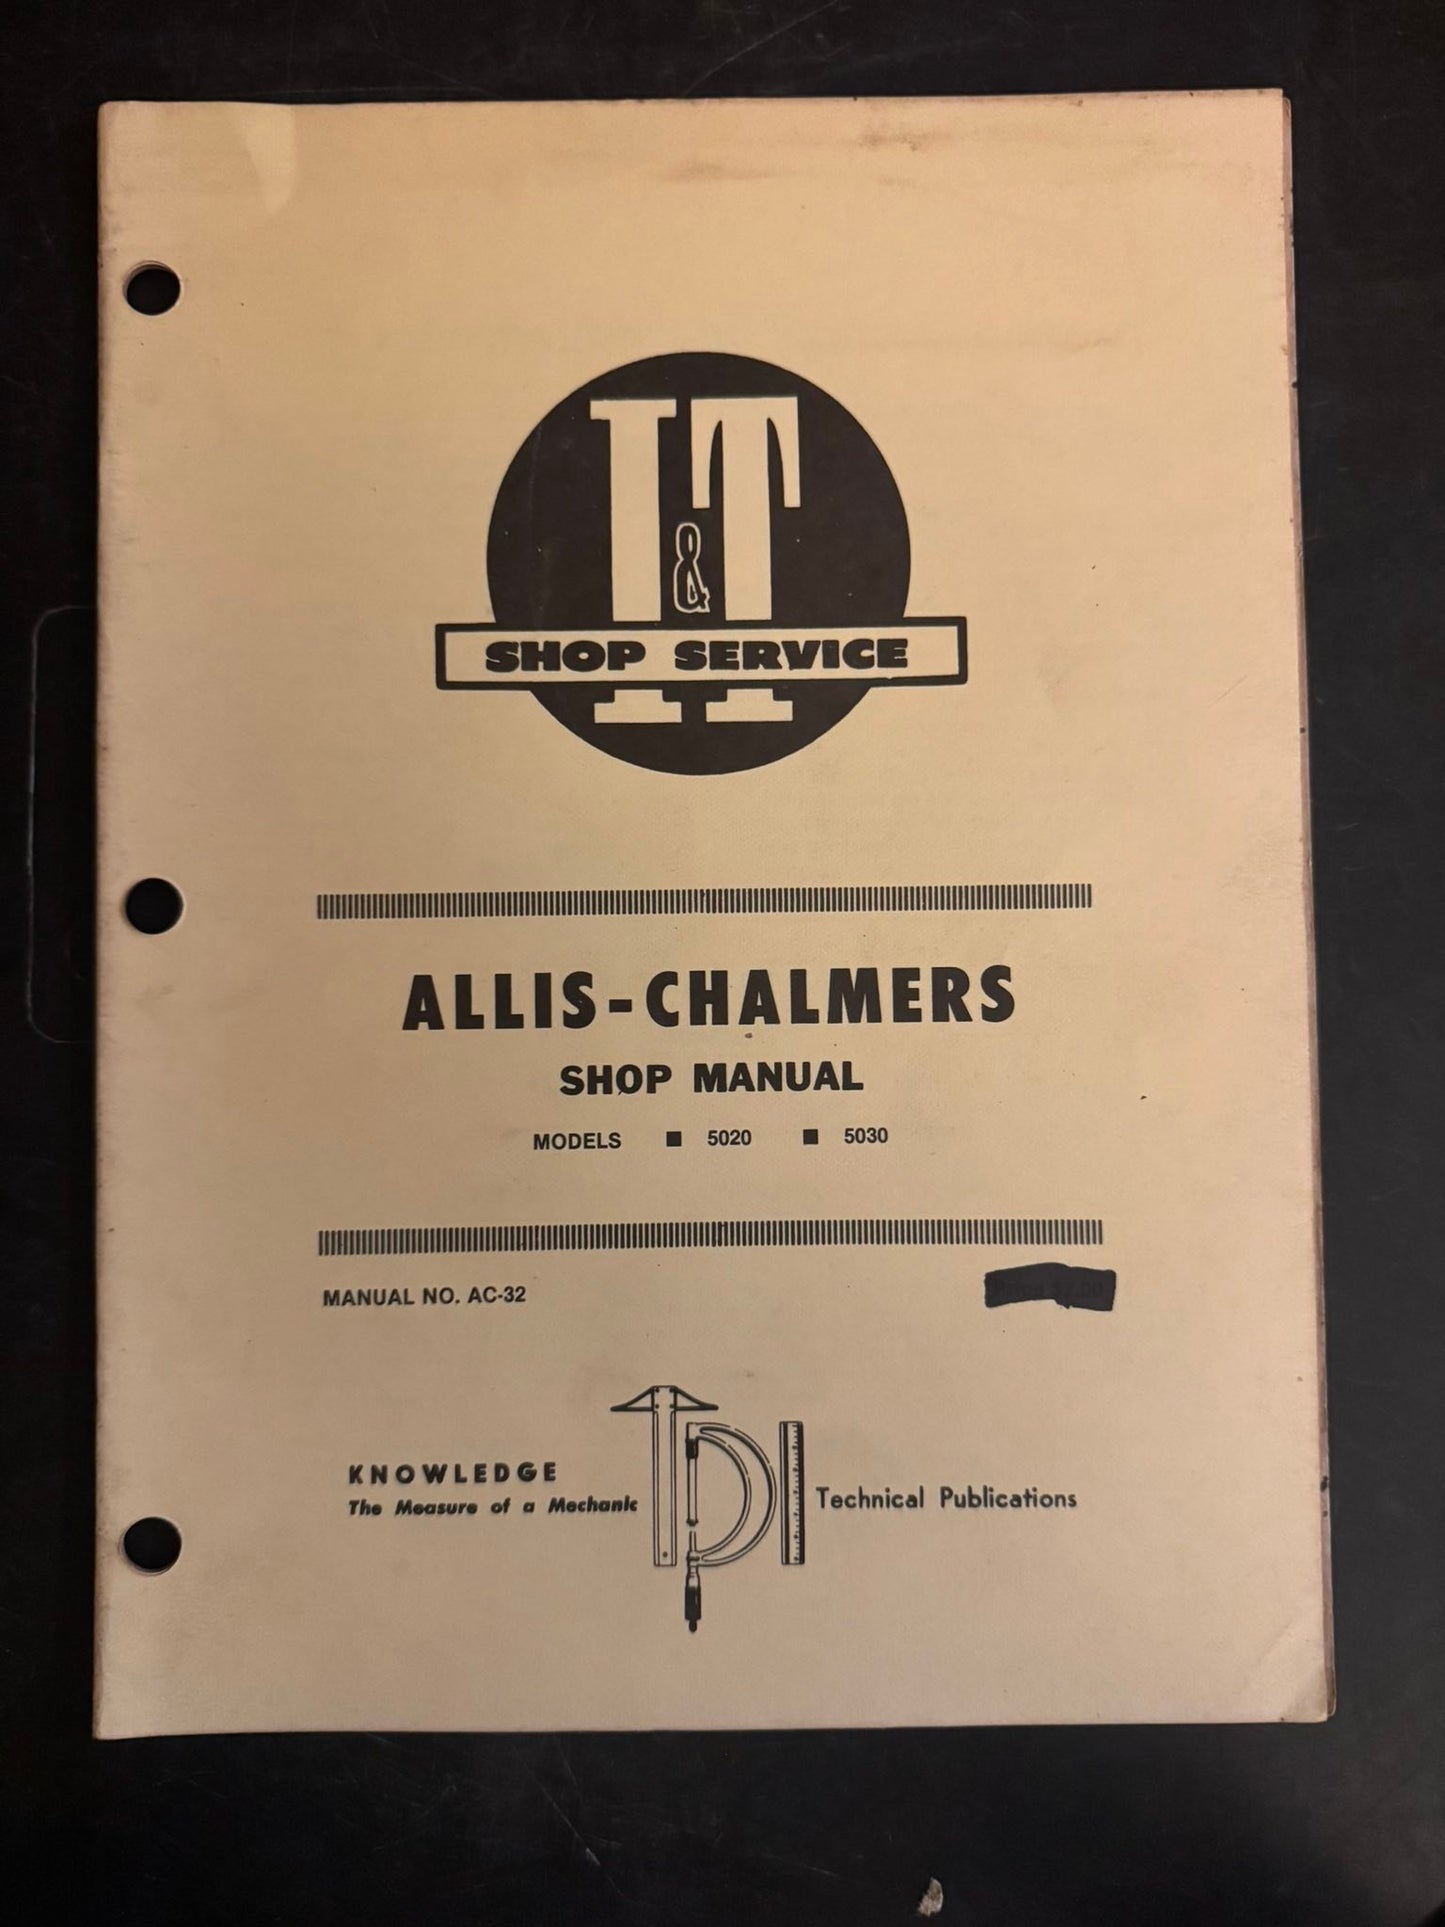 I&T
SHOP SERVICE
ALLIS-CHALMERS
SHOP MANUAL
MODELS ■ 5020 ■ 5030
MANUAL NO. AC-32
KNOWLEDGE
The Measure of a Mechanic
Technical Publications